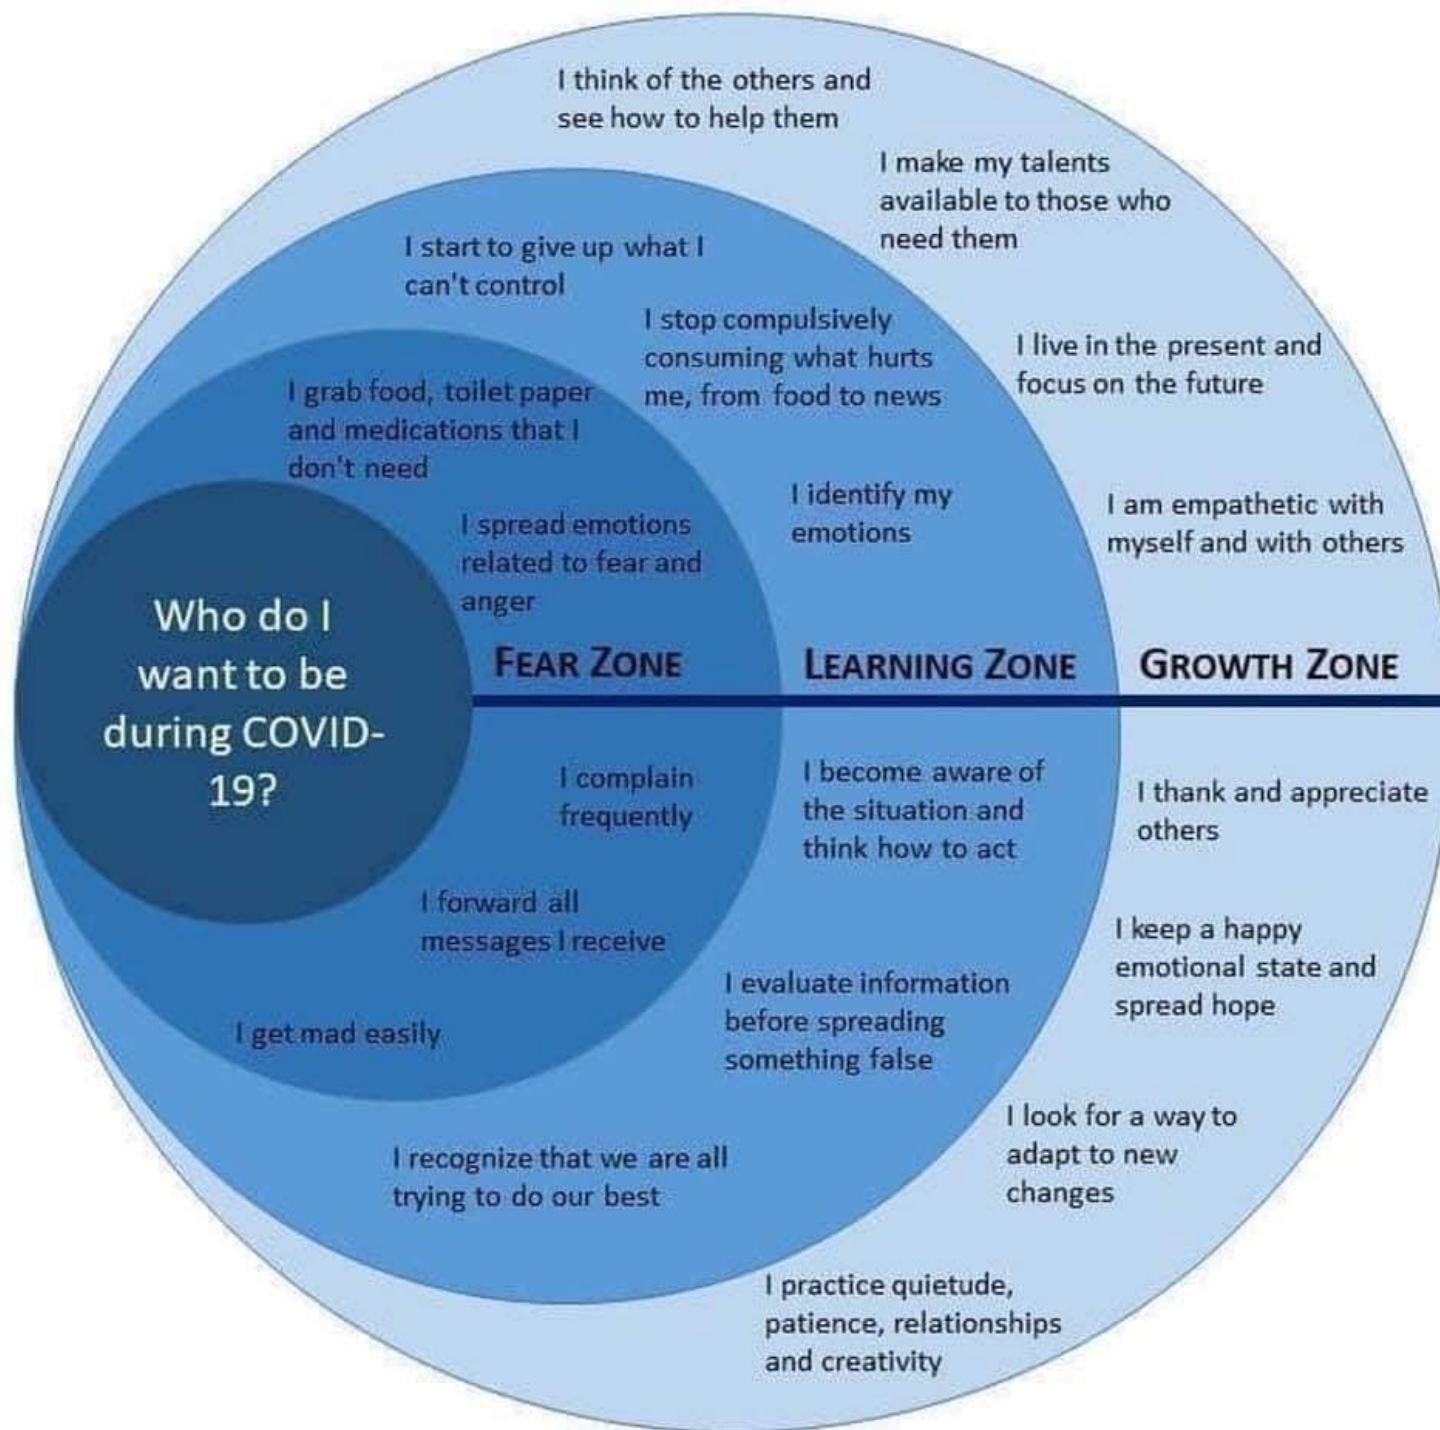 I think of the others and
see how to help them
I make my talents
available to those who
need them
I start to give up what I
can't control
I stop compulsively
consuming what hurts
me, from food to news
I live in the present and
focus on the future
I grab food, toilet paper
and medications that I
don't need
I identify my
emotions
I am empathetic with
myself and with others
I spread emotions
related to fear and
anger
Who do I
want to be
during COVID-
19?
FEAR ZONE
LEARNING ZONE
GROWTH ZONE
I complain
frequently
I become aware of
the situation and
think how to act
I thank and appreciate
others
I forward all
messages I receive
I keep a happy
emotional state and
spread hope
I evaluate information
before spreading
something false
I get mad easily
I look for a way to
adapt to new
changes
I recognize that we are all
trying to do our best
I practice quietude,
patience, relationships
and creativity